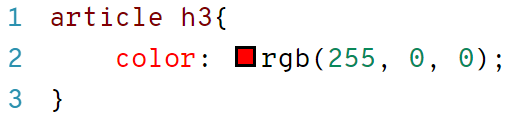 1 article h3{
2     color: rgb(255, 0, 0);
3 }